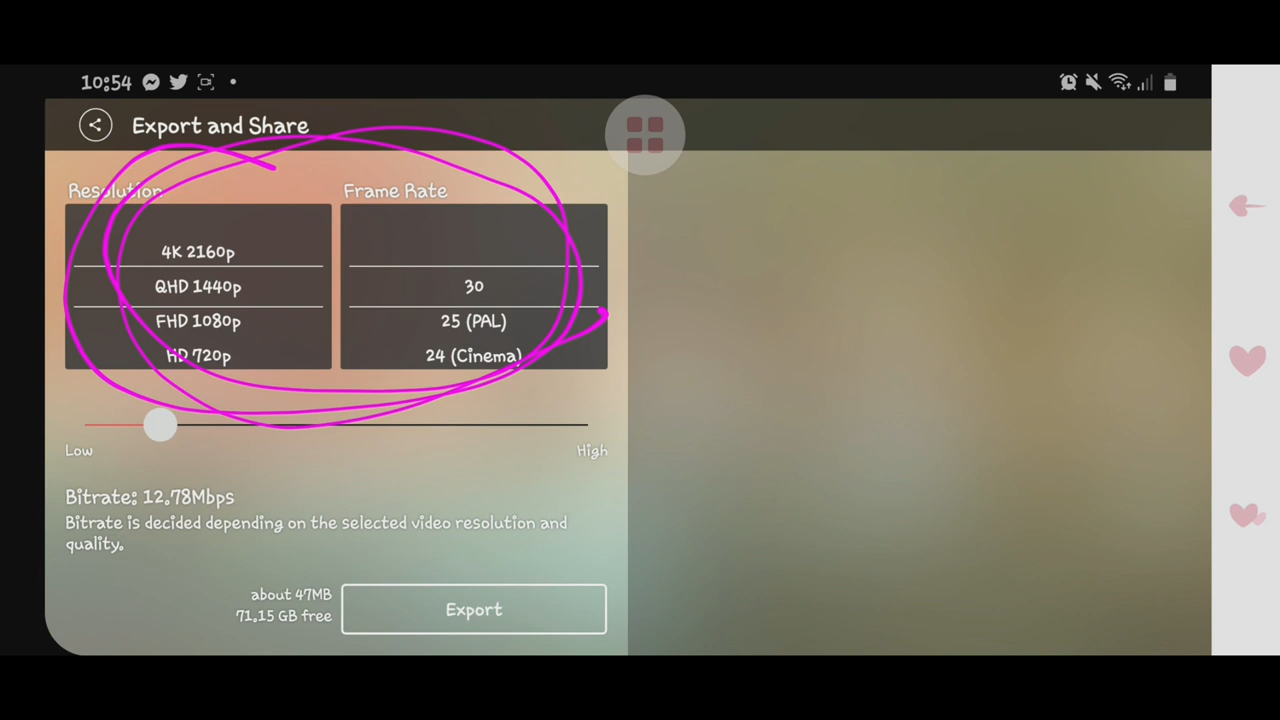 10:54
Export and Share
Resolution
Frame Rate
4K 2160p
QHD 1440p
30
FHD 1080p
25 (PAL)
HD 720p
24 (Cinema)
Low
High
Bitrate: 12.78Mbps
Bitrate is decided depending on the selected video resolution and
quality.
about 47MB
71.15 GB free
Export